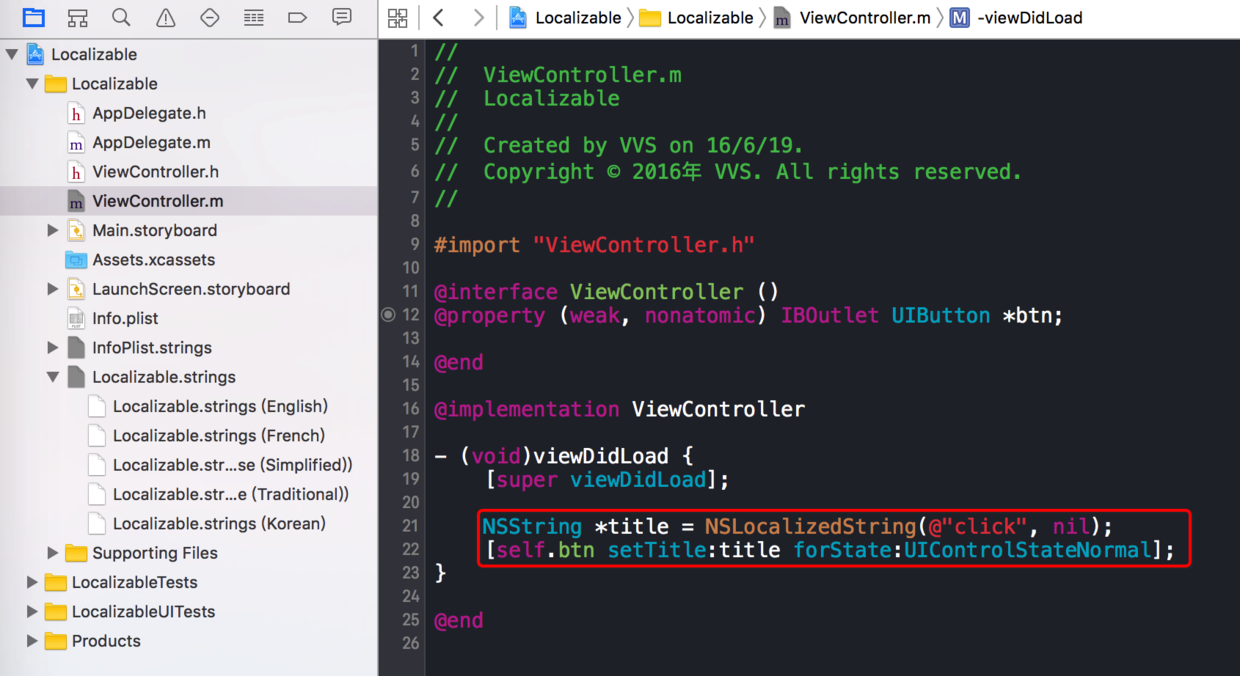 Localizable
Localizable
ViewController.m
-viewDidLoad
Localizable
Localizable
AppDelegate.h
AppDelegate.m
ViewController.h
ViewController.m
Main.storyboard
Assets.xcassets
LaunchScreen.storyboard
Info.plist
InfoPlist.strings
Localizable.strings
Localizable.strings (English)
Localizable.strings (French)
Localizable.str...se (Simplified))
Localizable.str...e (Traditional))
Localizable.strings (Korean)
Supporting Files
LocalizableTests
LocalizableUITests
Products
1 //
2 //  ViewController.m
3 //  Localizable
4 //
5 //  Created by VVS on 16/6/19.
6 //  Copyright © 2016年 VVS. All rights reserved.
7 //
8
9 #import "ViewController.h"
10
11 @interface ViewController ()
12 @property (weak, nonatomic) IBOutlet UIButton *btn;
13
14 @end
15
16 @implementation ViewController
17
18 - (void)viewDidLoad {
19     [super viewDidLoad];
20
21     NSString *title = NSLocalizedString(@"click", nil);
22     [self.btn setTitle:title forState:UIControlStateNormal];
23 }
24
25 @end
26